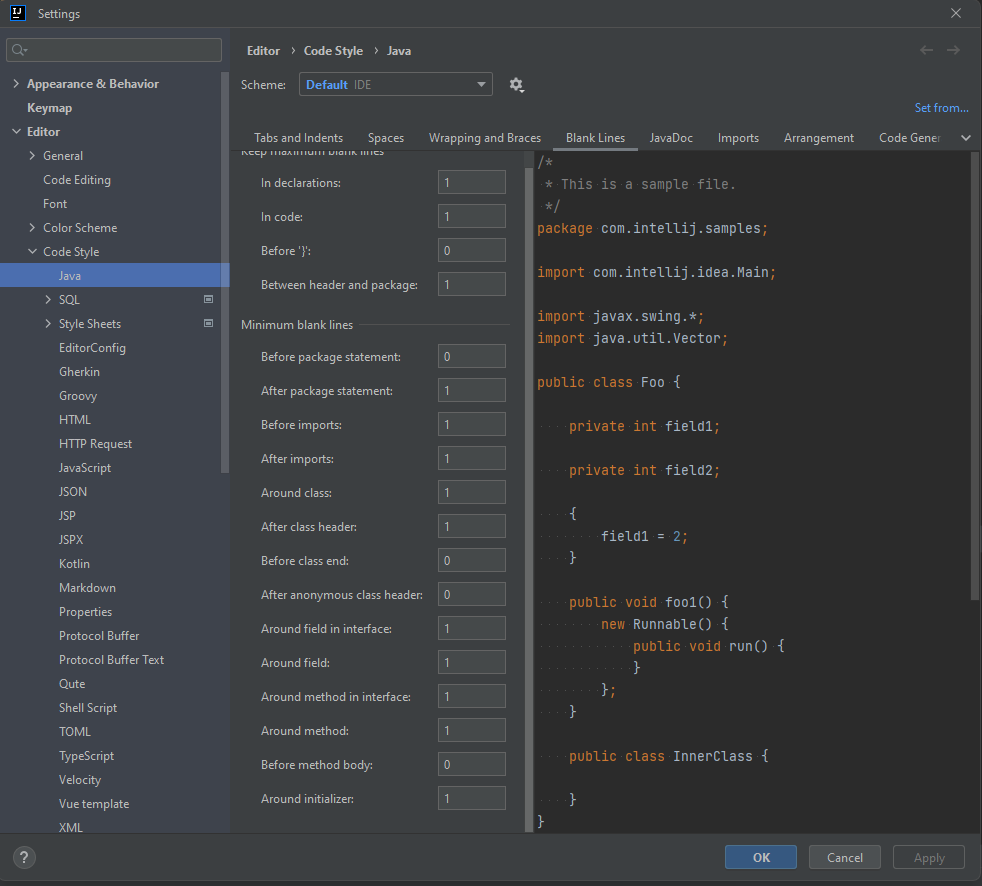 IJ
Settings
Appearance & Behavior
Keymap
Editor
General
Code Editing
Font
Color Scheme
Code Style
Java
SQL
Style Sheets
EditorConfig
Gherkin
Groovy
HTML
HTTP Request
JavaScript
JSON
JSP
JSPX
Kotlin
Markdown
Properties
Protocol Buffer
Protocol Buffer Text
Qute
Shell Script
TOML
TypeScript
Velocity
Vue template
XML
Editor › Code Style › Java
Scheme: Default IDE
Set from...
Tabs and Indents Spaces Wrapping and Braces Blank Lines JavaDoc Imports Arrangement Code Gener
Keep maximum blank lines
In declarations: 1
In code: 1
Before '}': 0
Between header and package: 1
Minimum blank lines
Before package statement: 0
After package statement: 1
Before imports: 1
After imports: 1
Around class: 1
After class header: 1
Before class end: 0
After anonymous class header: 0
Around field in interface: 1
Around field: 1
Around method in interface: 1
Around method: 1
Before method body: 0
Around initializer: 1
/*
 * This is a sample file.
 */
package com.intellij.samples;
import com.intellij.idea.Main;
import javax.swing.*;
import java.util.Vector;
public class Foo {
    private int field1;
    private int field2;
    {
        field1 = 2;
    }
    public void foo1() {
        new Runnable() {
            public void run() {
            }
        };
    }
    public class InnerClass {
    }
}
?
OK Cancel Apply